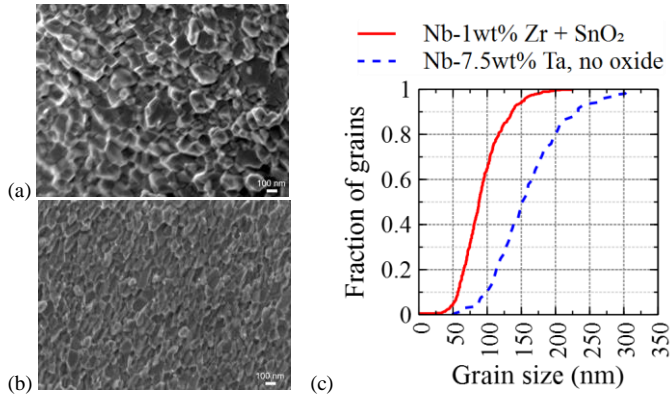 (a)
100 nm
(b)
100 nm
(c)
Nb-1wt% Zr + SnO₂
Nb-7.5wt% Ta, no oxide
Fraction of grains
1
0.8
0.6
0.4
0.2
0
0 50 100 150 200 250 300 350
Grain size (nm)